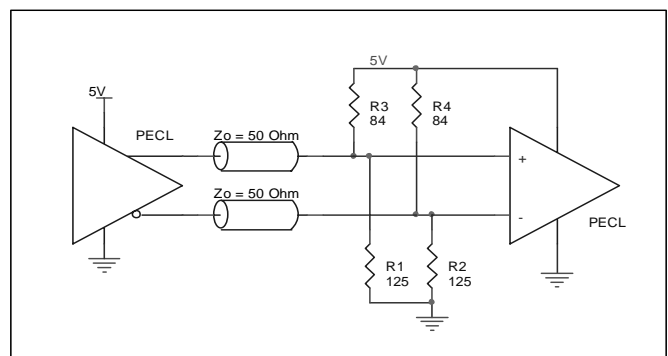 5V
5V
R3
84
R4
84
PECL
Zo = 50 Ohm
+
Zo = 50 Ohm
-
PECL
R1
125
R2
125